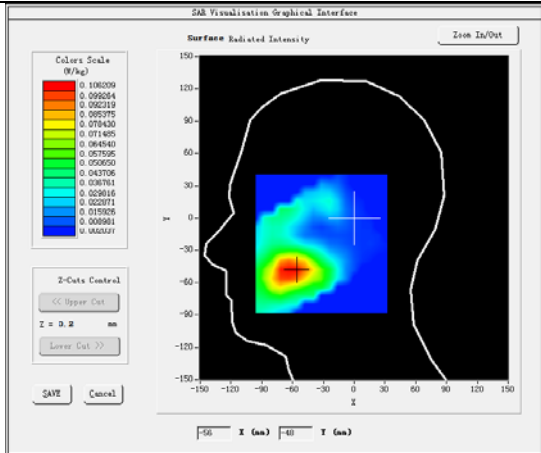 SAR Visualisation Graphical Interface
Surface Radiated Intensity
Zoom In/Out
Colors Scale
(W/kg)
0.106209
0.099264
0.092319
0.085375
0.078430
0.071485
0.064540
0.057595
0.050650
0.043706
0.036761
0.029816
0.022871
0.015926
0.008981
0.002037
150
120
90
60
30
0
-30
-60
-90
-120
-150
Y
-150 -120 -90 -60 -30 0 30 60 90 120 150
X
Z-Cuts Control
<< Upper Cut
Z = 3.2 mm
Lower Cut >>
SAVE Cancel
-56 X (mm) -48 Y (mm)